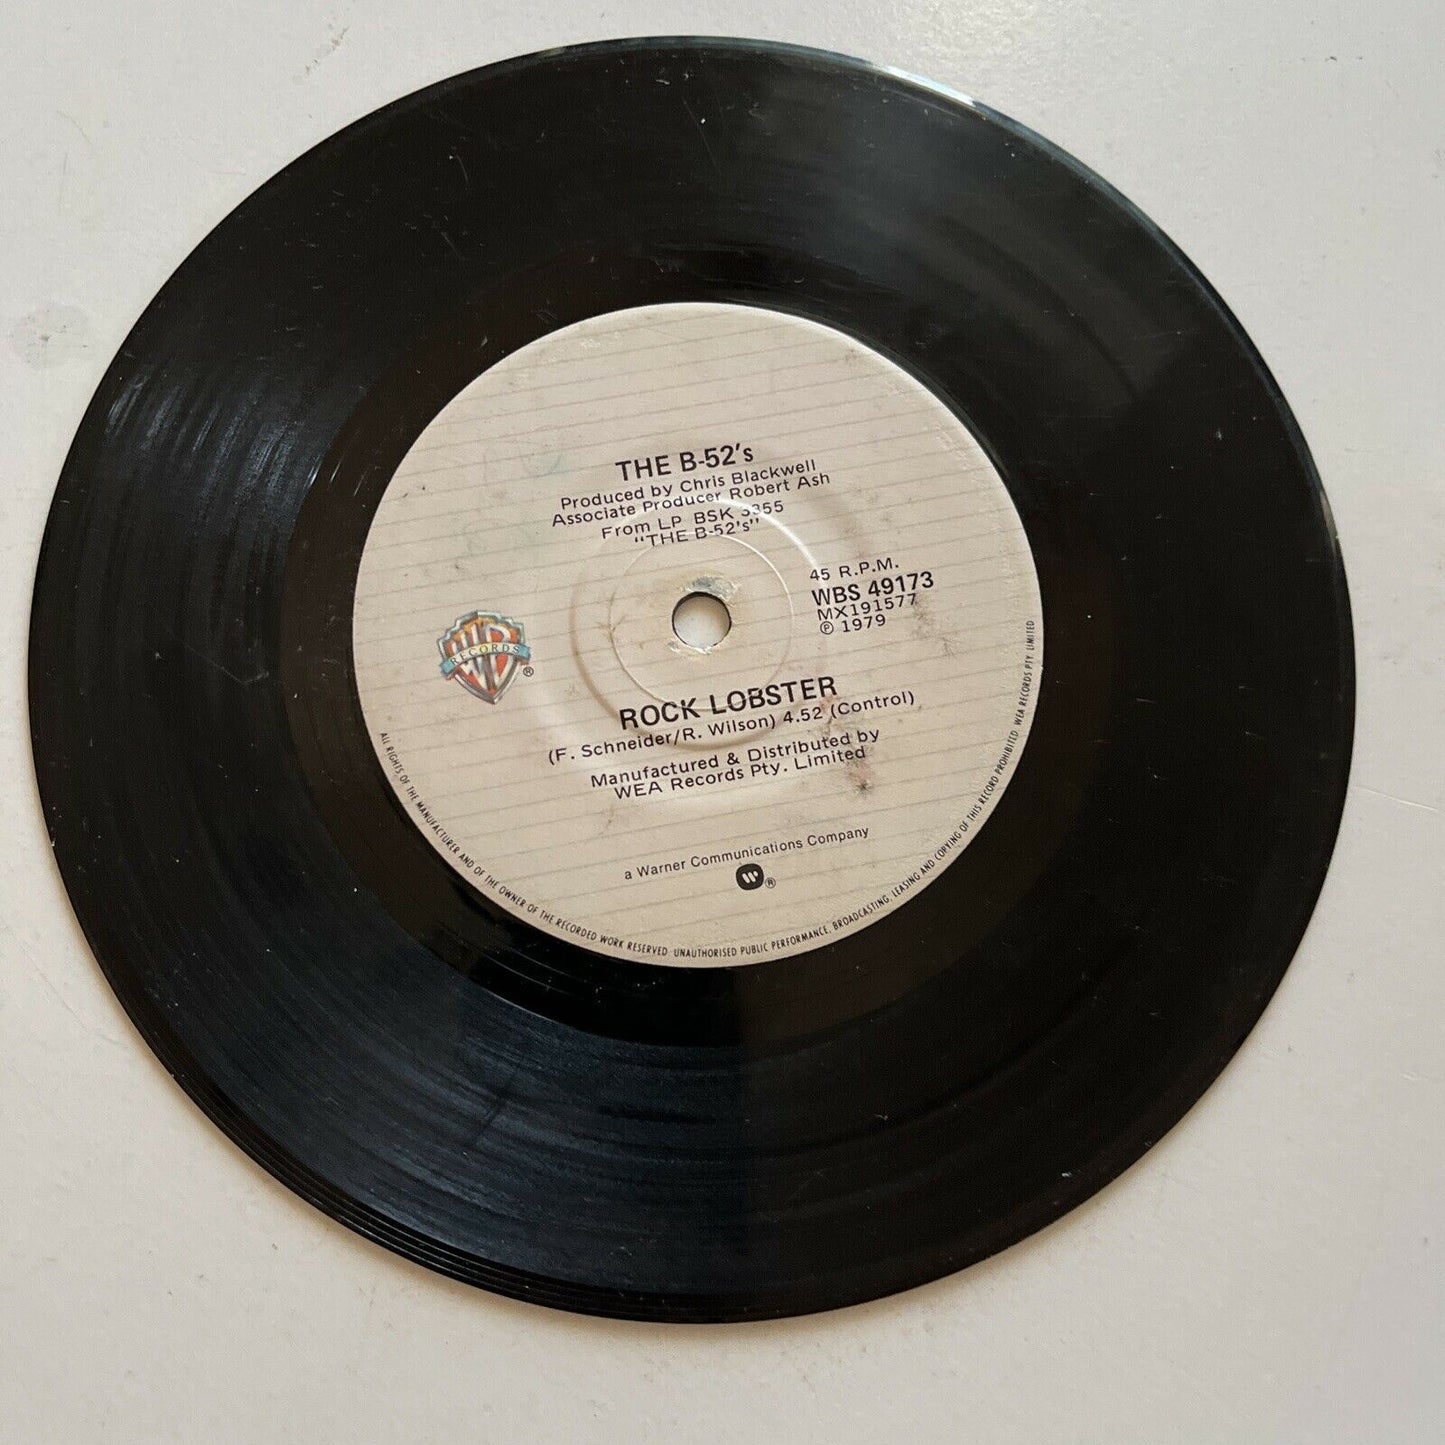 THE B-52's
Produced by Chris Blackwell
Associate Producer Robert Ash
From LP BSK 3355
"THE B-52's"
45 R.P.M.
WBS 49173
MX191577
Ⓟ 1979
WB
RECORDS
®
ROCK LOBSTER
(F. Schneider/R. Wilson) 4.52 (Control)
Manufactured & Distributed by
WEA Records Pty. Limited
a Warner Communications Company
®
ALL RIGHTS OF THE MANUFACTURER AND OF THE OWNER OF THE RECORDED WORK RESERVED. UNAUTHORISED PUBLIC PERFORMANCE, BROADCASTING, LEASING AND COPYING OF THIS RECORD PROHIBITED. WEA RECORDS PTY. LIMITED